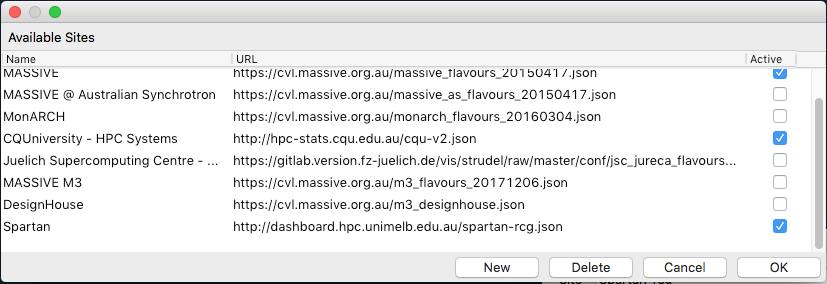 Available Sites
Name URL Active
MASSIVE https://cvl.massive.org.au/massive_flavours_20150417.json
MASSIVE @ Australian Synchrotron https://cvl.massive.org.au/massive_as_flavours_20150417.json
MonARCH https://cvl.massive.org.au/monarch_flavours_20160304.json
CQUniversity - HPC Systems http://hpc-stats.cqu.edu.au/cqu-v2.json
Juelich Supercomputing Centre - ... https://gitlab.version.fz-juelich.de/vis/strudel/raw/master/conf/jsc_jureca_flavours...
MASSIVE M3 https://cvl.massive.org.au/m3_flavours_20171206.json
DesignHouse https://cvl.massive.org.au/m3_designhouse.json
Spartan http://dashboard.hpc.unimelb.edu.au/spartan-rcg.json
New Delete Cancel OK